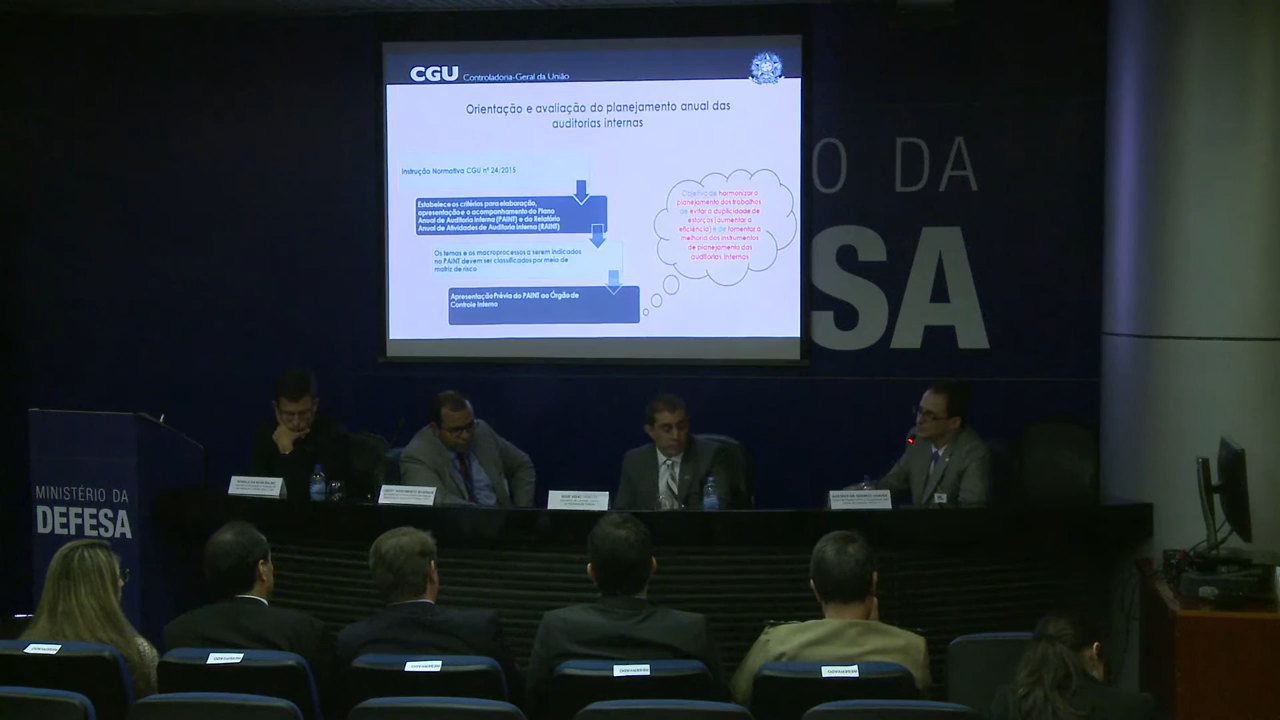 CGU Controladoria-Geral da União
Orientação e avaliação do planejamento anual das
auditorias internas
Instrução Normativa CGU nº 24/2015
Estabelece os critérios para elaboração,
apresentação e o acompanhamento do Plano
Anual de Auditoria Interna (PAINT) e do Relatório
Anual de Atividades de Auditoria Interna (RAINT)
Os temas e os macroprocessos a serem indicados
no PAINT devem ser classificados por meio de
matriz de risco
Apresentação Prévia do PAINT ao Órgão de
Controle Interno
Objetivo de harmonizar o
planejamento dos trabalhos
de evitar a duplicidade de
esforços (aumentar a
eficiência) e de fomentar a
melhoria dos instrumentos
de planejamento das
auditorias internas
O DA
SA
MINISTÉRIO DA
DEFESA